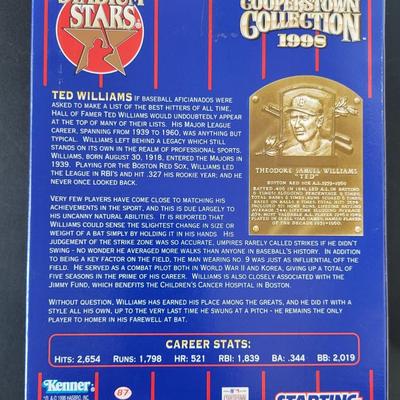 STADIUM
STARS®
COOPERSTOWN
COLLECTION
1998
TED WILLIAMS IF BASEBALL AFICIANADOS WERE
ASKED TO MAKE A LIST OF THE BEST HITTERS OF ALL TIME,
HALL OF FAMER TED WILLIAMS WOULD UNDOUBTEDLY APPEAR
AT THE TOP OF MANY OF THEIR LISTS. HIS MAJOR LEAGUE
CAREER, SPANNING FROM 1939 TO 1960, WAS ANYTHING BUT
TYPICAL. WILLIAMS LEFT BEHIND A LEGACY WHICH STILL
STANDS ON ITS OWN IN THE REALM OF PROFESSIONAL SPORTS.
WILLIAMS, BORN AUGUST 30, 1918, ENTERED THE MAJORS IN
1939. PLAYING FOR THE BOSTON RED SOX, WILLIAMS LED
THE LEAGUE IN RBI'S AND HIT .327 HIS ROOKIE YEAR; AND HE
NEVER ONCE LOOKED BACK.
THEODORE SAMUEL WILLIAMS
"TED"
BOSTON RED SOX A.L. 1939-1960
VERY FEW PLAYERS HAVE COME CLOSE TO MATCHING HIS
ACHIEVEMENTS IN THE SPORT, AND THIS IS DUE LARGELY TO
HIS UNCANNY NATURAL ABILITIES. IT IS REPORTED THAT
WILLIAMS COULD SENSE THE SLIGHTEST CHANGE IN SIZE OR
WEIGHT OF A BAT SIMPLY BY HOLDING IT IN HIS HANDS. HIS
JUDGEMENT OF THE STRIKE ZONE WAS SO ACCURATE, UMPIRES RARELY CALLED STRIKES IF HE DIDN'T
SWING - NO WONDER HE AVERAGED MORE WALKS THAN ANYONE IN BASEBALL'S HISTORY. IN ADDITION
TO BEING A KEY FACTOR ON THE FIELD, THE MAN WEARING NO. 9 WAS JUST AS INFLUENTIAL OFF OF THE
FIELD. HE SERVED AS A COMBAT PILOT BOTH IN WORLD WAR II AND KOREA, GIVING UP A TOTAL OF
FIVE SEASONS IN THE PRIME OF HIS CAREER. WILLIAMS IS ALSO CLOSELY ASSOCIATED WITH THE
JIMMY FUND, WHICH BENEFITS THE CHILDREN'S CANCER HOSPITAL IN BOSTON.
WITHOUT QUESTION, WILLIAMS HAS EARNED HIS PLACE AMONG THE GREATS, AND HE DID IT WITH A
STYLE ALL HIS OWN, UP TO THE VERY LAST TIME HE SWUNG AT A PITCH - HE REMAINS THE ONLY
PLAYER TO HOMER IN HIS FAREWELL AT BAT.
CAREER STATS:
HITS: 2,654 RUNS: 1,798 HR: 521 RBI: 1,839 BA: .344 BB: 2,019
Kenner
87
STARTING